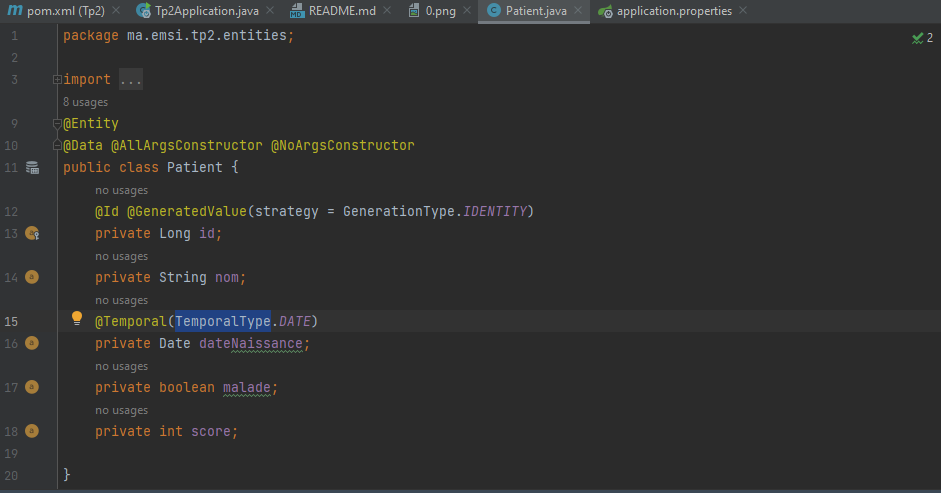 pom.xml (Tp2) Tp2Application.java README.md 0.png Patient.java application.properties
1 package ma.emsi.tp2.entities;
2
2
3 import ...
8 usages
9 @Entity
10 @Data @AllArgsConstructor @NoArgsConstructor
11 public class Patient {
no usages
12 @Id @GeneratedValue(strategy = GenerationType.IDENTITY)
13 private Long id;
no usages
14 private String nom;
no usages
15 @Temporal(TemporalType.DATE)
16 private Date dateNaissance;
no usages
17 private boolean malade;
no usages
18 private int score;
19
20 }